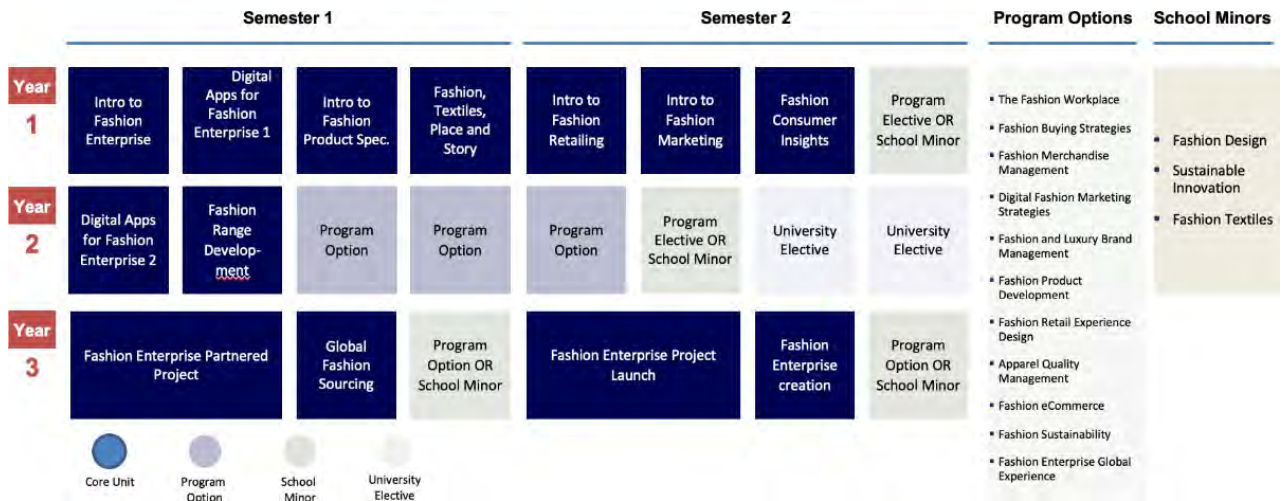 Semester 1
Semester 2
Program Options
School Minors
Year
1
Intro to
Fashion
Enterprise
Digital
Apps for
Fashion
Enterprise 1
Intro to
Fashion
Product Spec.
Fashion,
Textiles,
Place and
Story
Intro to
Fashion
Retailing
Intro to
Fashion
Marketing
Fashion
Consumer
Insights
Program
Elective OR
School Minor
Year
2
Digital Apps
for Fashion
Enterprise 2
Fashion
Range
Develop-
ment
Program
Option
Program
Option
Program
Option
Program
Elective OR
School Minor
University
Elective
University
Elective
Year
3
Fashion Enterprise Partnered
Project
Global
Fashion
Sourcing
Program
Option OR
School Minor
Fashion Enterprise Project
Launch
Fashion
Enterprise
creation
Program
Option OR
School Minor
▪ The Fashion Workplace
▪ Fashion Buying Strategies
▪ Fashion Merchandise
Management
▪ Digital Fashion Marketing
Strategies
▪ Fashion and Luxury Brand
Management
▪ Fashion Product
Development
▪ Fashion Retail Experience
Design
▪ Apparel Quality
Management
▪ Fashion eCommerce
▪ Fashion Sustainability
▪ Fashion Enterprise Global
Experience
▪ Fashion Design
▪ Sustainable
Innovation
▪ Fashion Textiles
Core Unit
Program
Option
School
Minor
University
Elective